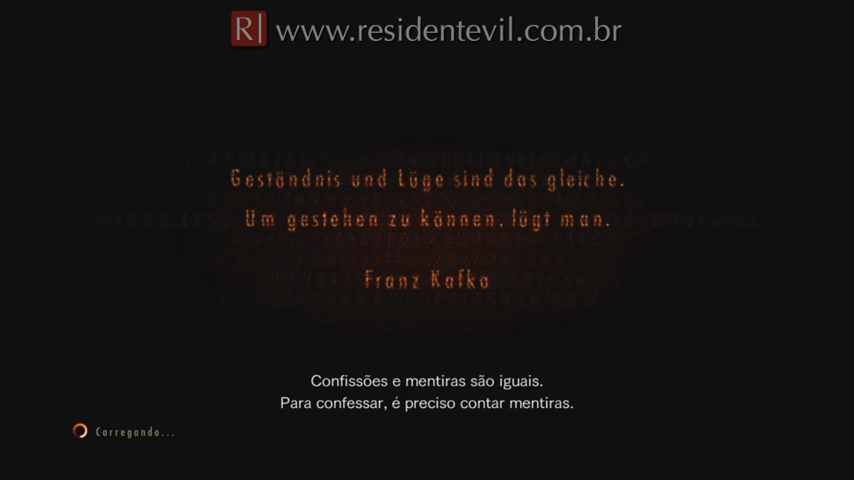 R| www.residentevil.com.br
Geständnis und Lüge sind das gleiche.
Um gestehen zu können, lügt man.
Franz Kafka
Confissões e mentiras são iguais.
Para confessar, é preciso contar mentiras.
Carregando...